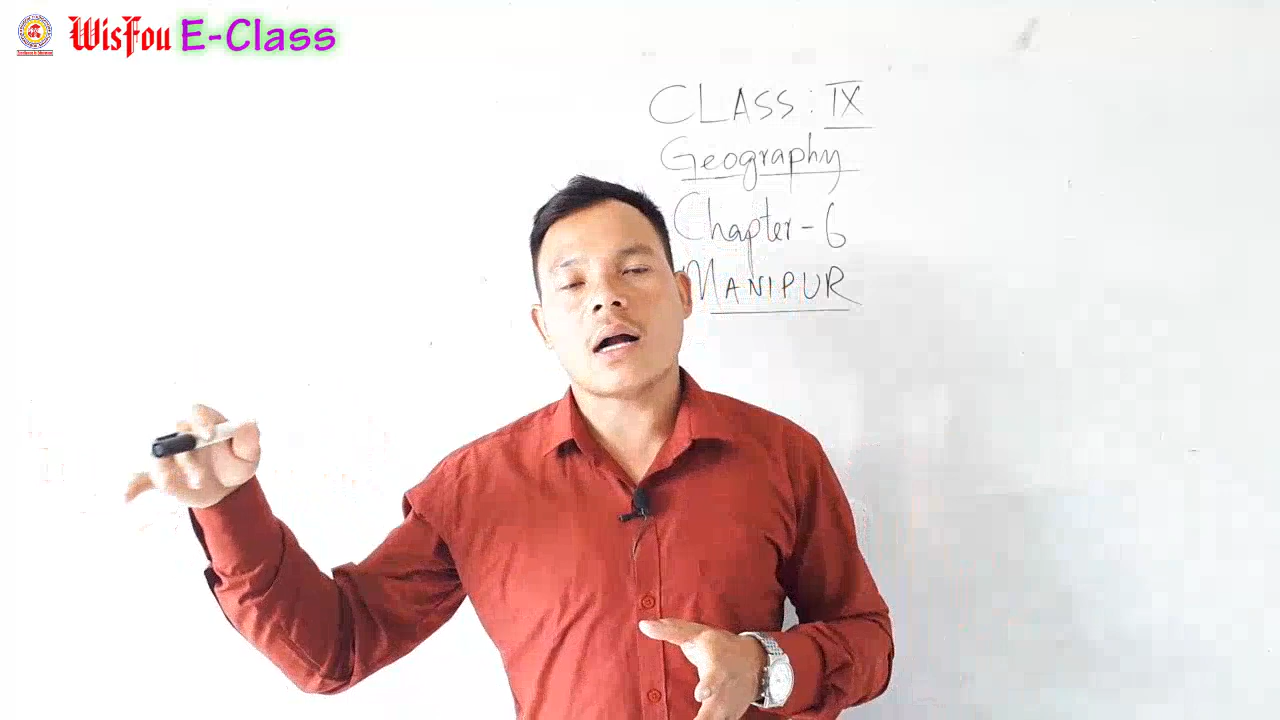 WisFou E-Class
CLASS : IX
Geography
Chapter - 6
MANIPUR